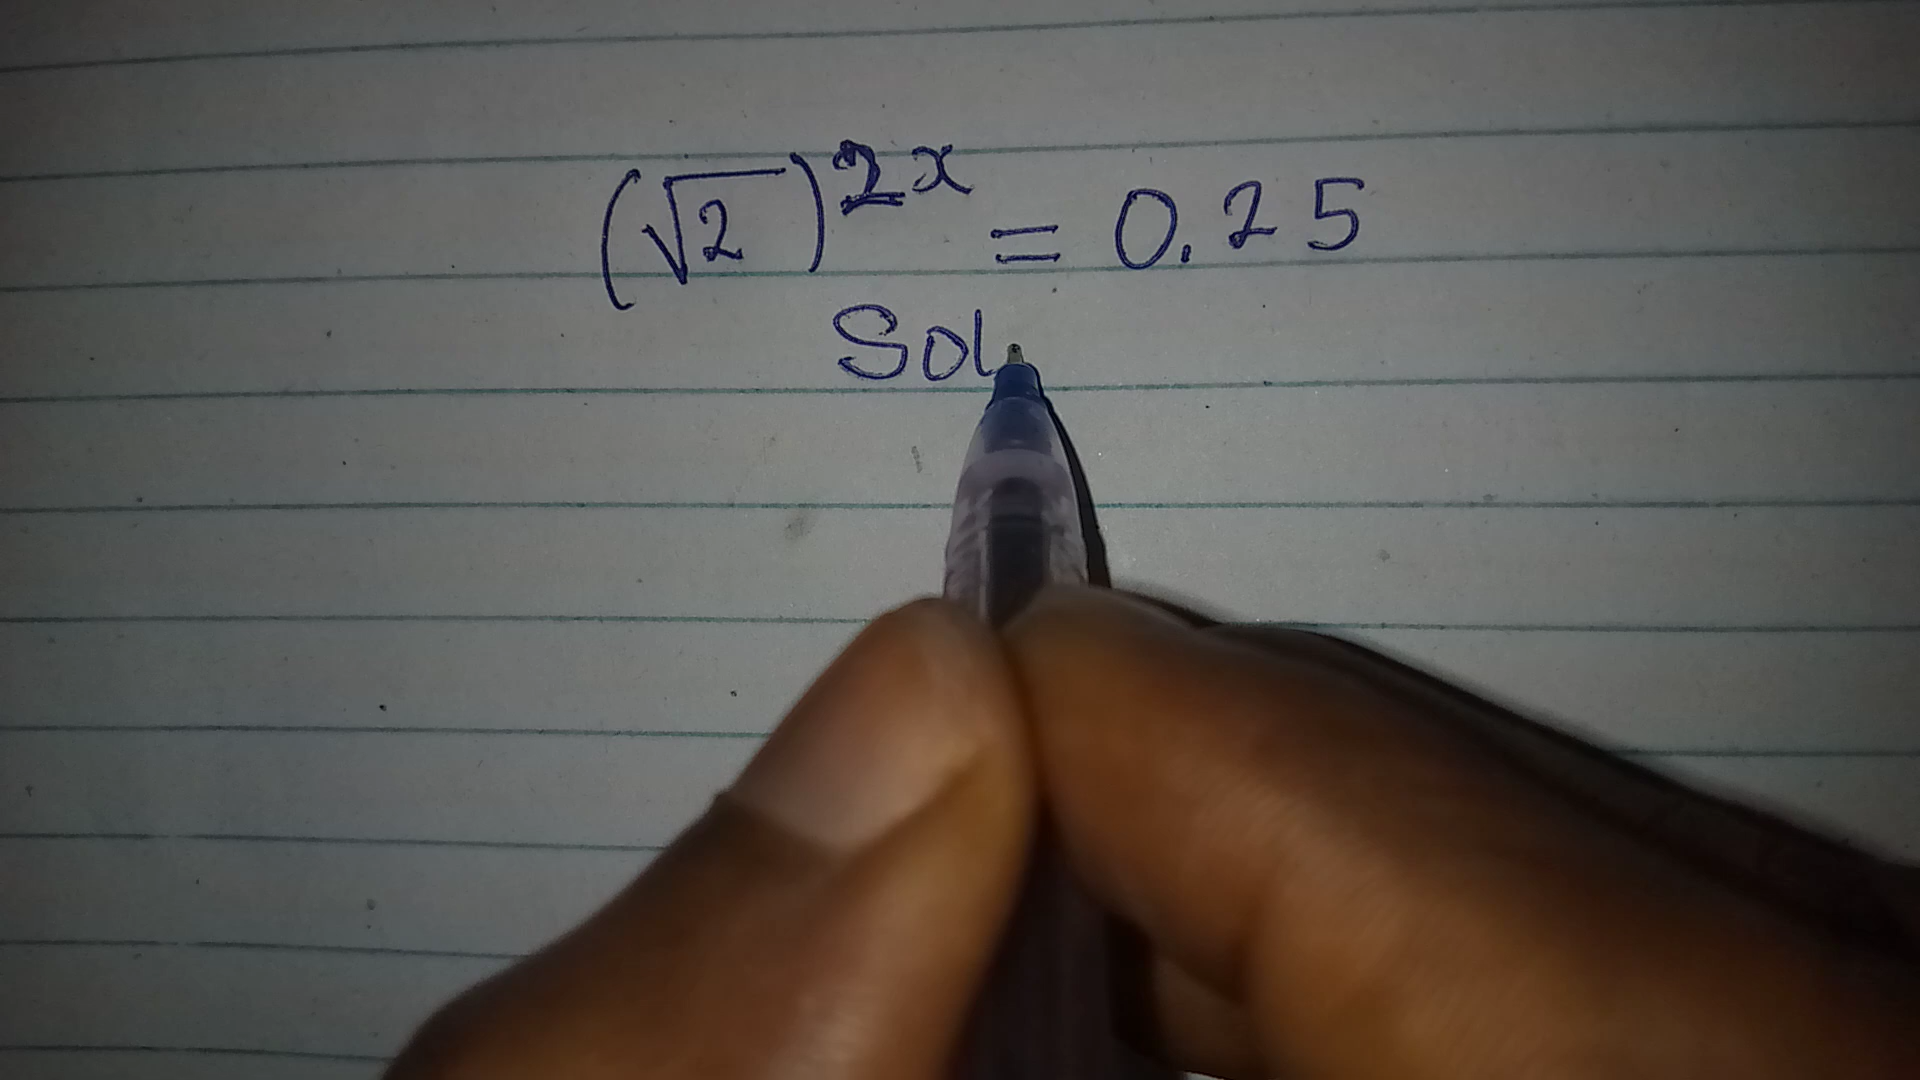 (√2)^2x = 0.25
Sol